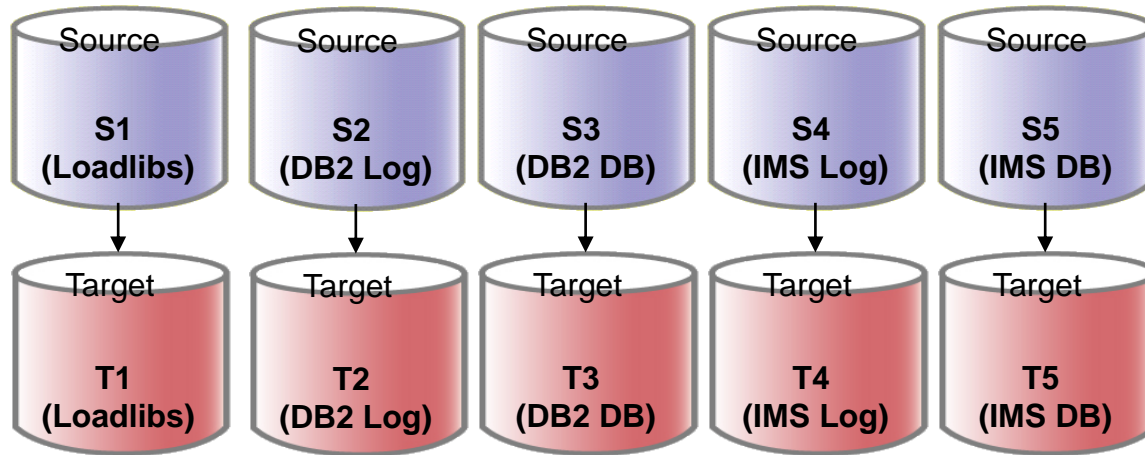 Source
S1
(Loadlibs)
Source
S2
(DB2 Log)
Source
S3
(DB2 DB)
Source
S4
(IMS Log)
Source
S5
(IMS DB)
Target
T1
(Loadlibs)
Target
T2
(DB2 Log)
Target
T3
(DB2 DB)
Target
T4
(IMS Log)
Target
T5
(IMS DB)